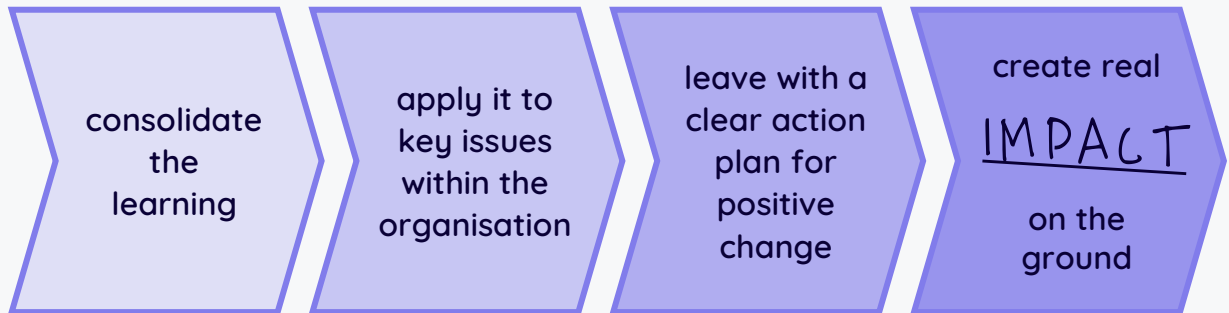 consolidate
the
learning
apply it to
key issues
within the
organisation
leave with a
clear action
plan for
positive
change
create real
IMPACT
on the
ground